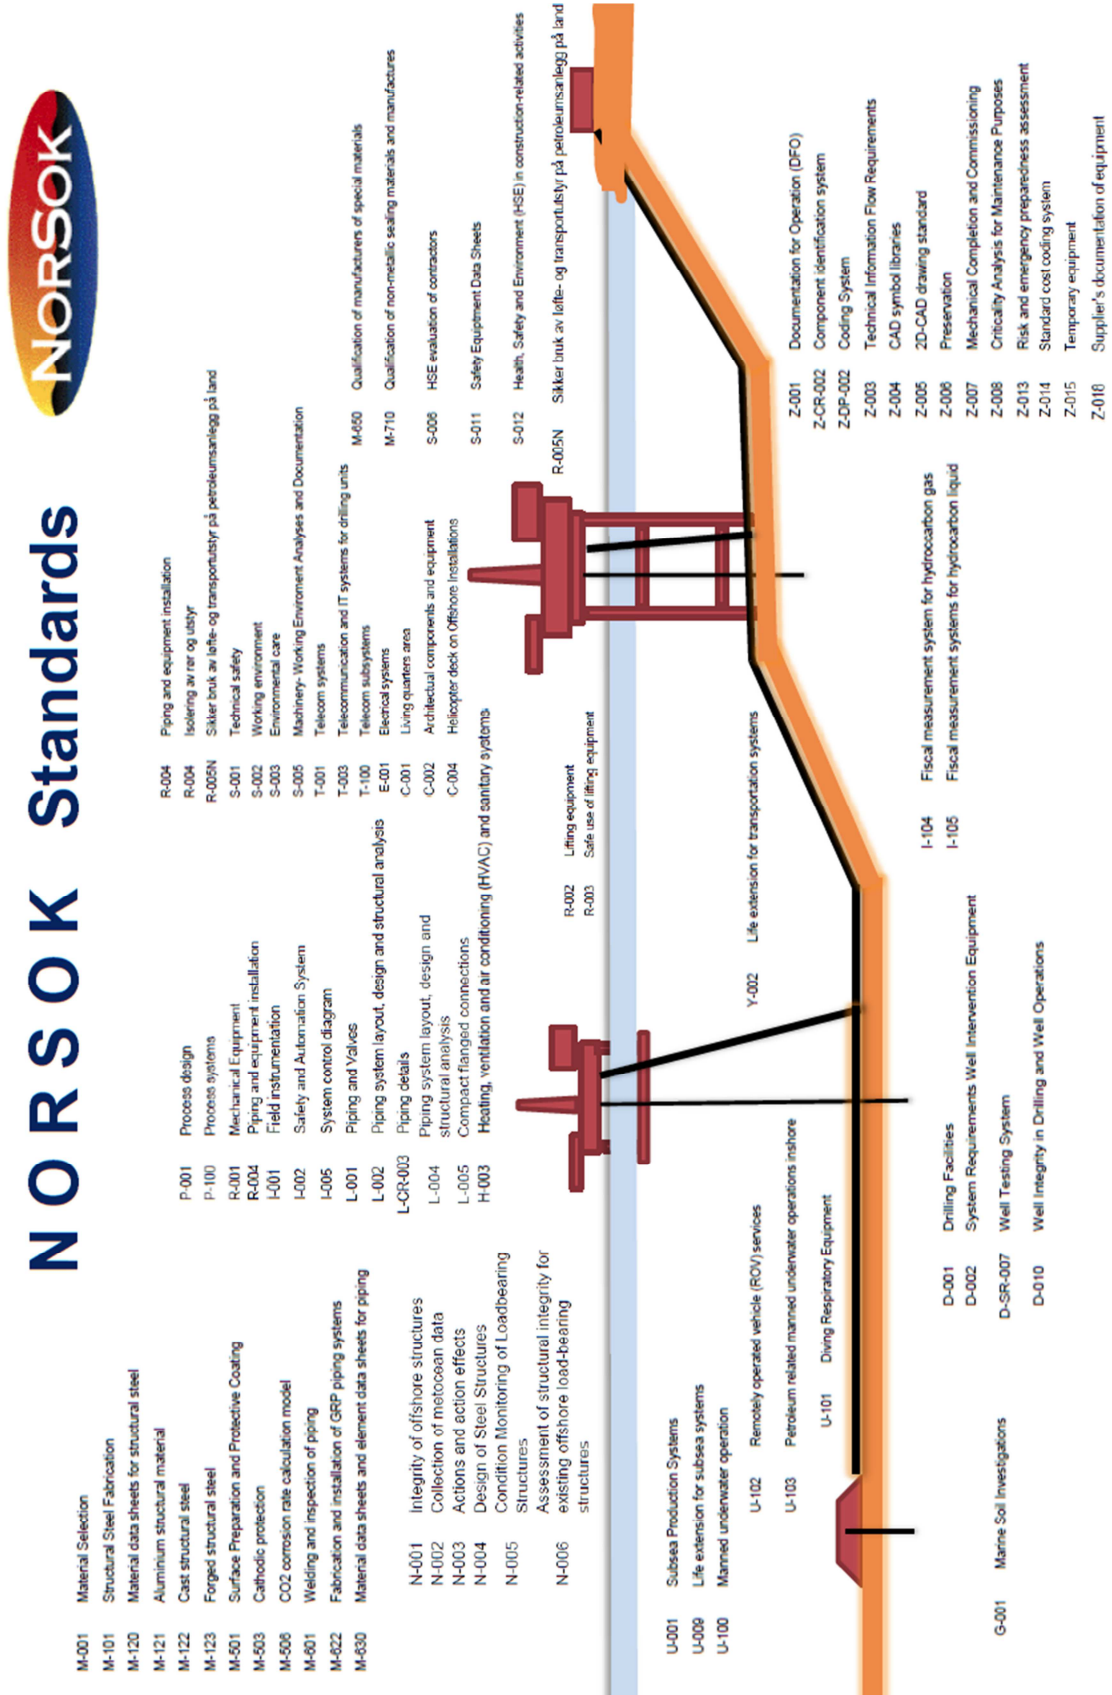 NORSOK Standards
NORSOK
M-001 Material Selection
M-101 Structural Steel Fabrication
M-120 Material data sheets for structural steel
M-121 Aluminium structural material
M-122 Cast structural steel
M-123 Forged structural steel
M-501 Surface Preparation and Protective Coating
M-503 Cathodic protection
M-506 CO2 corrosion rate calculation model
M-601 Welding and inspection of piping
M-622 Fabrication and installation of GRP piping systems
M-630 Material data sheets and element data sheets for piping
N-001 Integrity of offshore structures
N-002 Collection of metocean data
N-003 Actions and action effects
N-004 Design of Steel Structures
N-005 Condition Monitoring of Loadbearing
Structures
N-006 Assessment of structural integrity for
existing offshore load-bearing
structures
P-001 Process design
P-100 Process systems
R-001 Mechanical Equipment
R-004 Piping and equipment installation
I-001 Field instrumentation
I-002 Safety and Automation System
I-005 System control diagram
L-001 Piping and Valves
L-002 Piping system layout, design and structural analysis
L-CR-003 Piping details
L-004 Piping system layout, design and
structural analysis
L-005 Compact flanged connections
H-003 Heating, ventilation and air conditioning (HVAC) and sanitary systems
R-004 Piping and equipment installation
R-004 Isolering av rør og utstyr
R-005N Sikker bruk av løfte- og transportutstyr på petroleumsanlegg på land
S-001 Technical safety
S-002 Working environment
S-003 Environmental care
S-005 Machinery- Working Enviroment Analyses and Documentation
T-001 Telecom systems
T-003 Telecommunication and IT systems for drilling units
T-100 Telecom subsystems
E-001 Electrical systems
C-001 Living quarters area
C-002 Architectural components and equipment
C-004 Helicopter deck on Offshore Installations
M-650 Qualification of manufacturers of special materials
M-710 Qualification of non-metallic sealing materials and manufactures
S-006 HSE evaluation of contractors
S-011 Safety Equiptment Data Sheets
S-012 Health, Safety and Environment (HSE) in construction-related activities
R-005N Sikker bruk av løfte- og transportutstyr på petroleumsanlegg på land
R-002 Lifting equipment
R-003 Safe use of lifting equipment
U-001 Subsea Production Systems
U-009 Life extension for subsea systems
U-100 Manned underwater operation
U-102 Remotely operated vehicle (ROV) services
U-103 Petroleum related manned underwater operations inshore
U-101 Diving Respiratory Equipment
Y-002 Life extension for transportation systems
G-001 Marine Soil Investigations
D-001 Drilling Facilities
D-002 System Requirements Well Intervention Equipment
D-SR-007 Well Testing System
D-010 Well Integrity in Drilling and Well Operations
I-104 Fiscal measurement system for hydrocarbon gas
I-105 Fiscal measurement systems for hydrocarbon liquid
Z-001 Documentation for Operation (DFO)
Z-CR-002 Component identification system
Z-DP-002 Coding System
Z-003 Technical Information Flow Requirements
Z-004 CAD symbol libraries
Z-005 2D-CAD drawing standard
Z-006 Preservation
Z-007 Mechanical Completion and Commissioning
Z-008 Criticality Analysis for Maintenance Purposes
Z-013 Risk and emergency preparedness assessment
Z-014 Standard cost coding system
Z-015 Temporary equipment
Z-018 Supplier's documentation of equipment